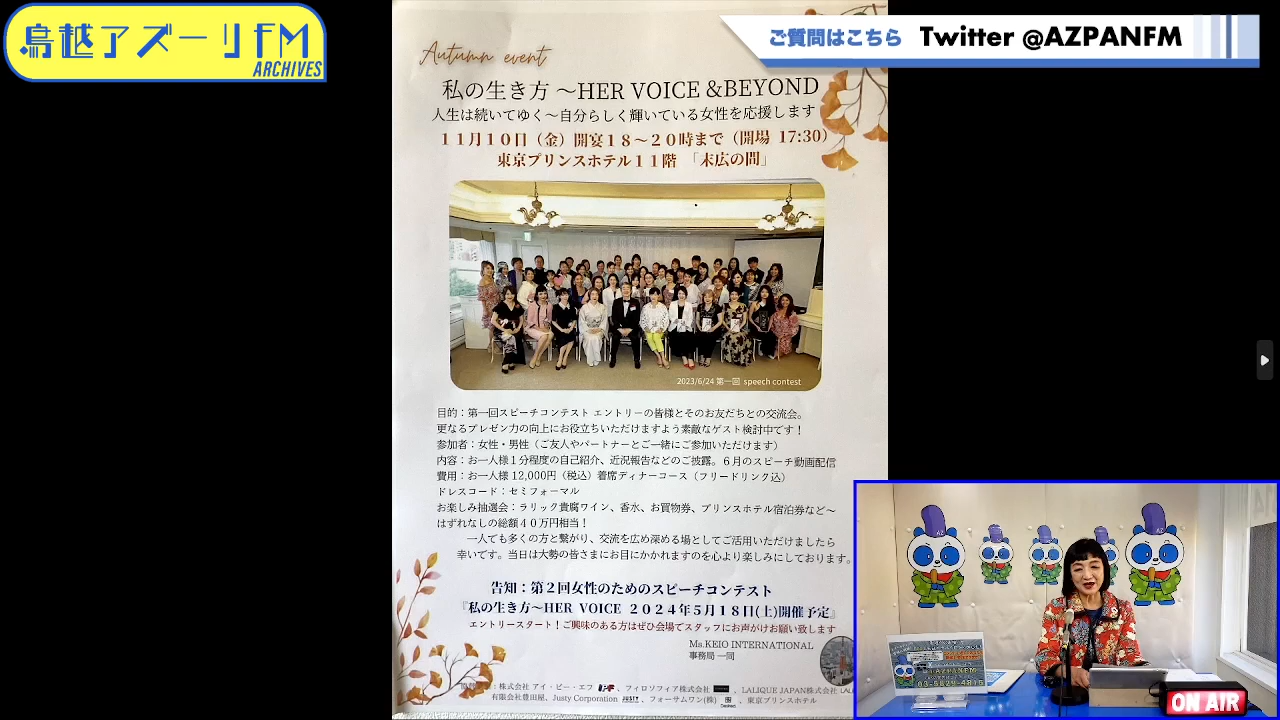 鳥越アズーリFM
ARCHIVES
ご質問はこちら Twitter @AZPANFM
Autumn event
私の生き方 ～HER VOICE &BEYOND
人生は続いてゆく～自分らしく輝いている女性を応援します
１１月１０日（金）開宴１８～２０時まで（開場 17:30）
東京プリンスホテル１１階 「末広の間」
2023/6/24 第一回 speech contest
目的：第一回スピーチコンテスト エントリーの皆様とそのお友だちとの交流会。
更なるプレゼン力の向上にお役立ちいただけますよう素敵なゲスト検討中です！
参加者：女性・男性（ご友人やパートナーとご一緒にご参加いただけます）
内容：お一人様１分程度の自己紹介、近況報告などのご披露。６月のスピーチ動画配信
費用：お一人様 12,000円（税込）着席ディナーコース（フリードリンク込）
ドレスコード：セミフォーマル
お楽しみ抽選会：ラリック貴腐ワイン、香水、お買物券、プリンスホテル宿泊券など～
はずれなしの総額４０万円相当！
一人でも多くの方と繋がり、交流を広め深める場としてご活用いただけましたら
幸いです。当日は大勢の皆さまにお目にかかれますのを心より楽しみにしております。
告知：第２回女性のためのスピーチコンテスト
『私の生き方～HER VOICE ２０２４年５月１８日(土)開催予定』
エントリースタート！ご興味のある方はぜひ会場でスタッフにお声がけお願い致します
Ms.KEIO INTERNATIONAL
事務局 一同
：株式会社 アイ・ピー・エフ 、フィロソフィア株式会社 、LALIQUE JAPAN株式会社
有限会社豊田屋、Justy Corporation 、フォーサムワン(株) 、東京プリンスホテル
03-5829-4815
ON AIR